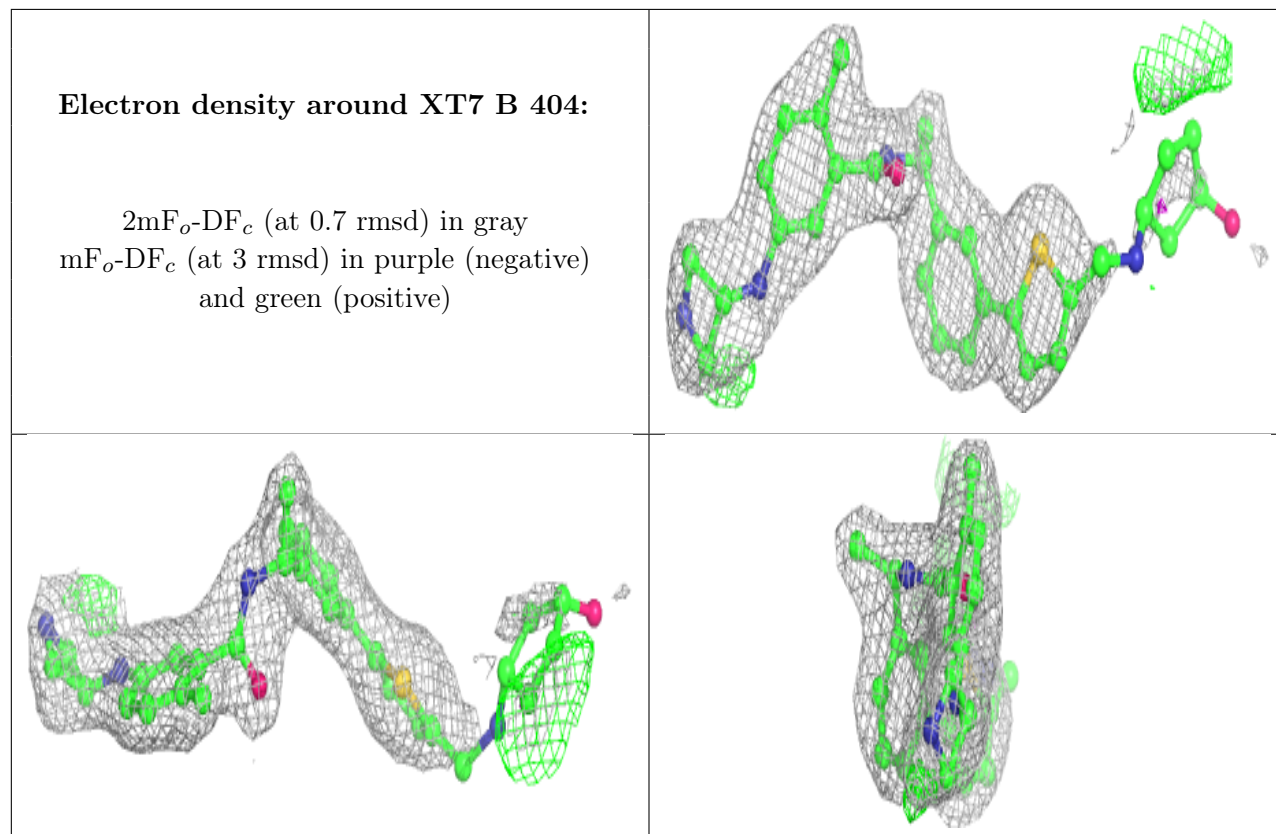 Electron density around XT7 B 404:
2mFo-DFc (at 0.7 rmsd) in gray
mFo-DFc (at 3 rmsd) in purple (negative)
and green (positive)